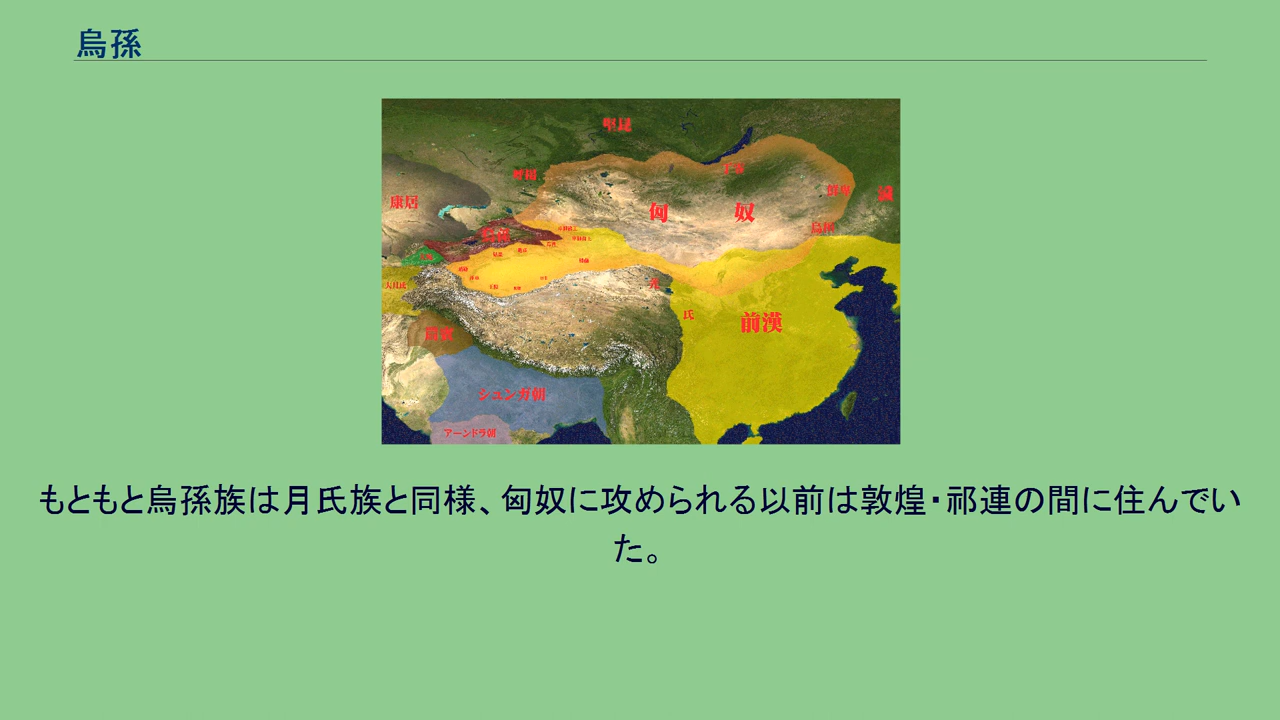 烏孫
堅昆
呼掲
丁零
鮮卑
康居
匈 奴
烏孫
烏桓
大月氏
羌
氐
前漢
罽賓
シュンガ朝
アーンドラ朝
もともと烏孫族は月氏族と同様、匈奴に攻められる以前は敦煌・祁連の間に住んでい
た。